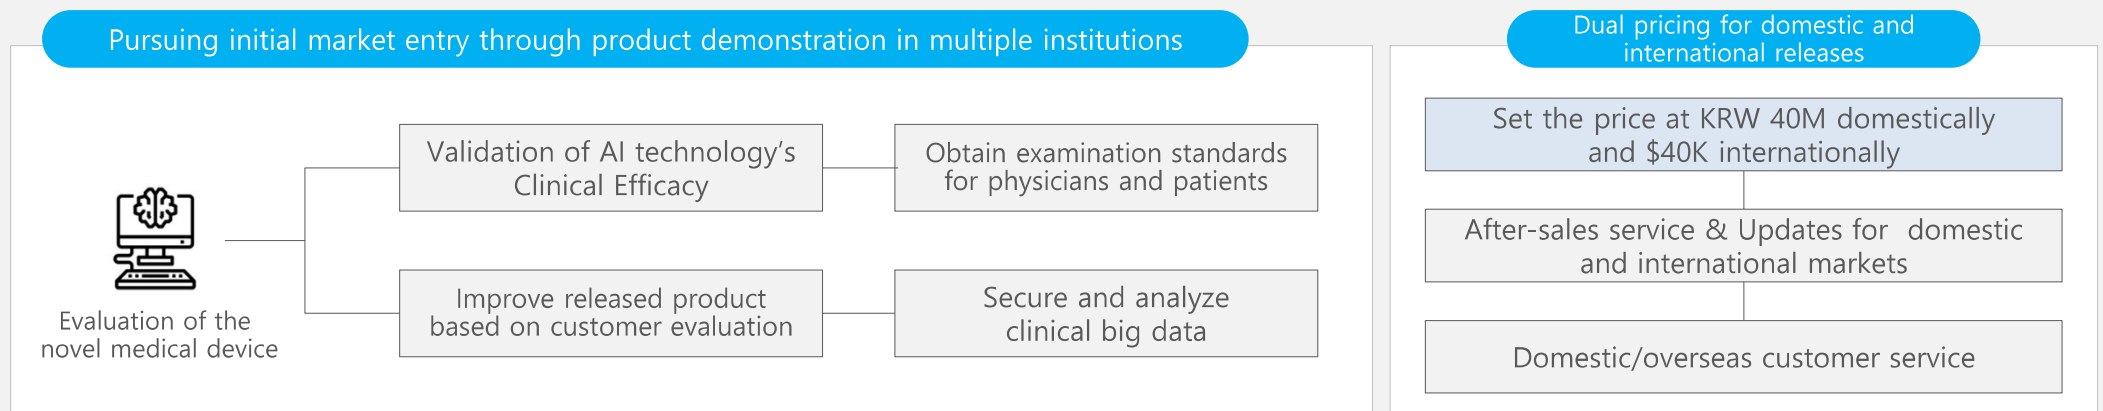 Pursuing initial market entry through product demonstration in multiple institutions
Evaluation of the
novel medical device
Validation of AI technology's
Clinical Efficacy
Obtain examination standards
for physicians and patients
Improve released product
based on customer evaluation
Secure and analyze
clinical big data
Dual pricing for domestic and
international releases
Set the price at KRW 40M domestically
and $40K internationally
After-sales service & Updates for domestic
and international markets
Domestic/overseas customer service